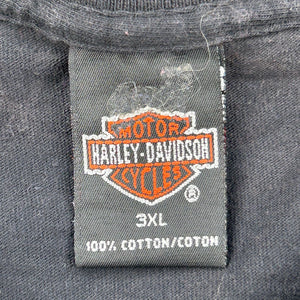 MOTOR
HARLEY-DAVIDSON
CYCLES
®
3XL
100% COTTON/COTON